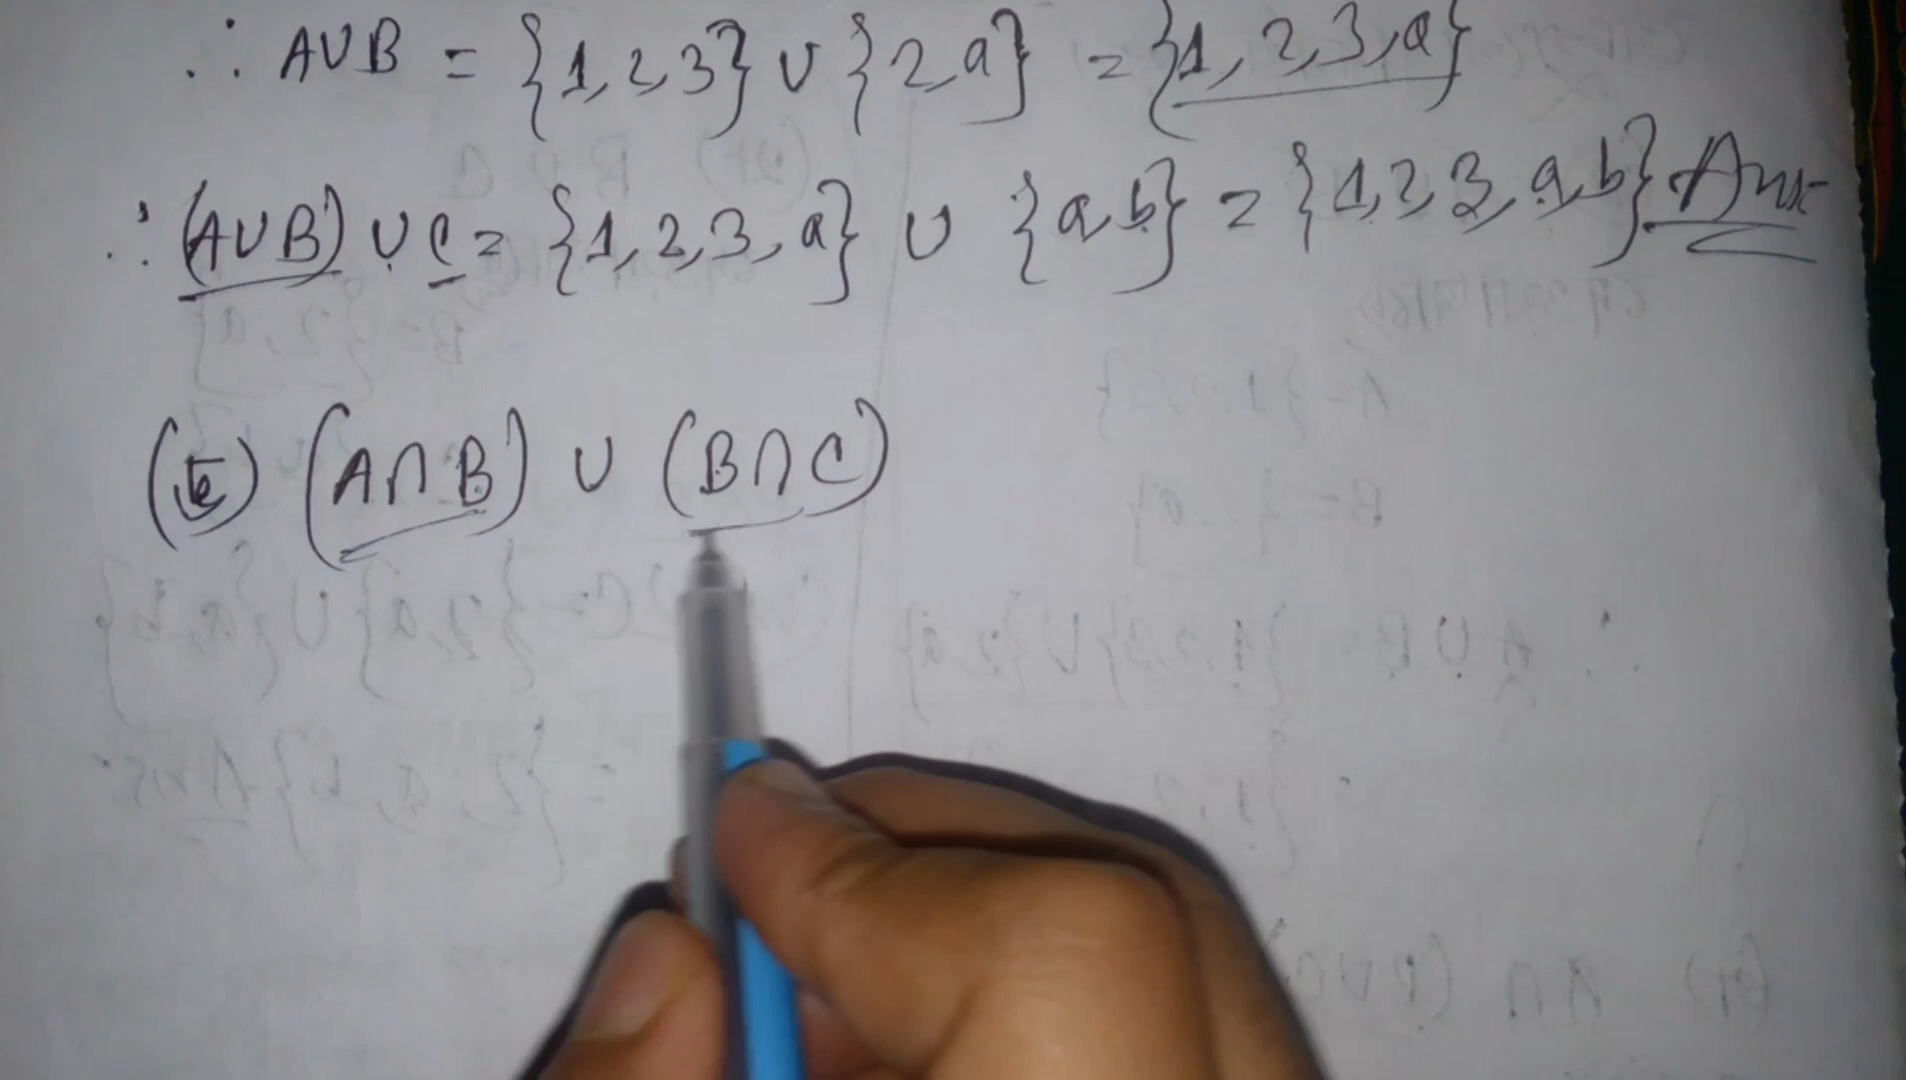 ∴ A∪B = {1,2,3} ∪ {2,a} = {1,2,3,a}
∴ (A∪B) ∪ C = {1,2,3,a} ∪ {a,b} = {1,2,3,a,b} Ans
(ঙ) (A∩B) ∪ (B∩C)